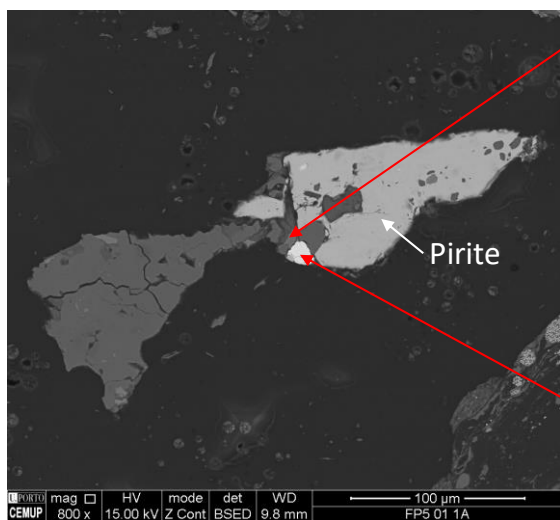 Pirite
U.PORTO mag HV mode det WD 100 µm
CEMUP 800 x 15.00 kV Z Cont BSED 9.8 mm FP5 01 1A